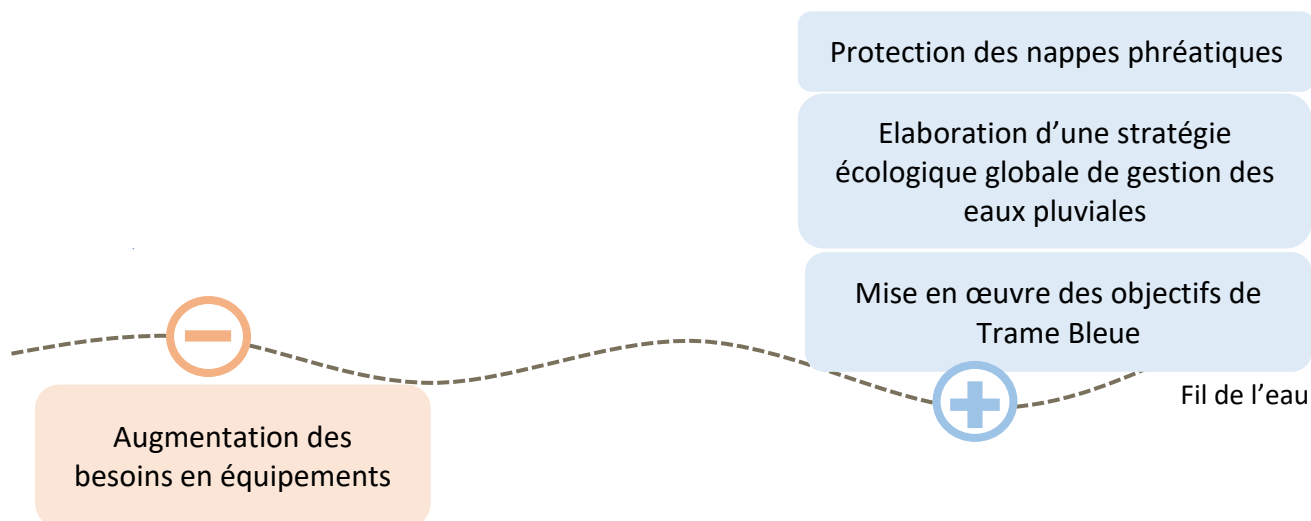 Protection des nappes phréatiques
Elaboration d’une stratégie
écologique globale de gestion des
eaux pluviales
Mise en œuvre des objectifs de
Trame Bleue
Fil de l’eau
Augmentation des
besoins en équipements